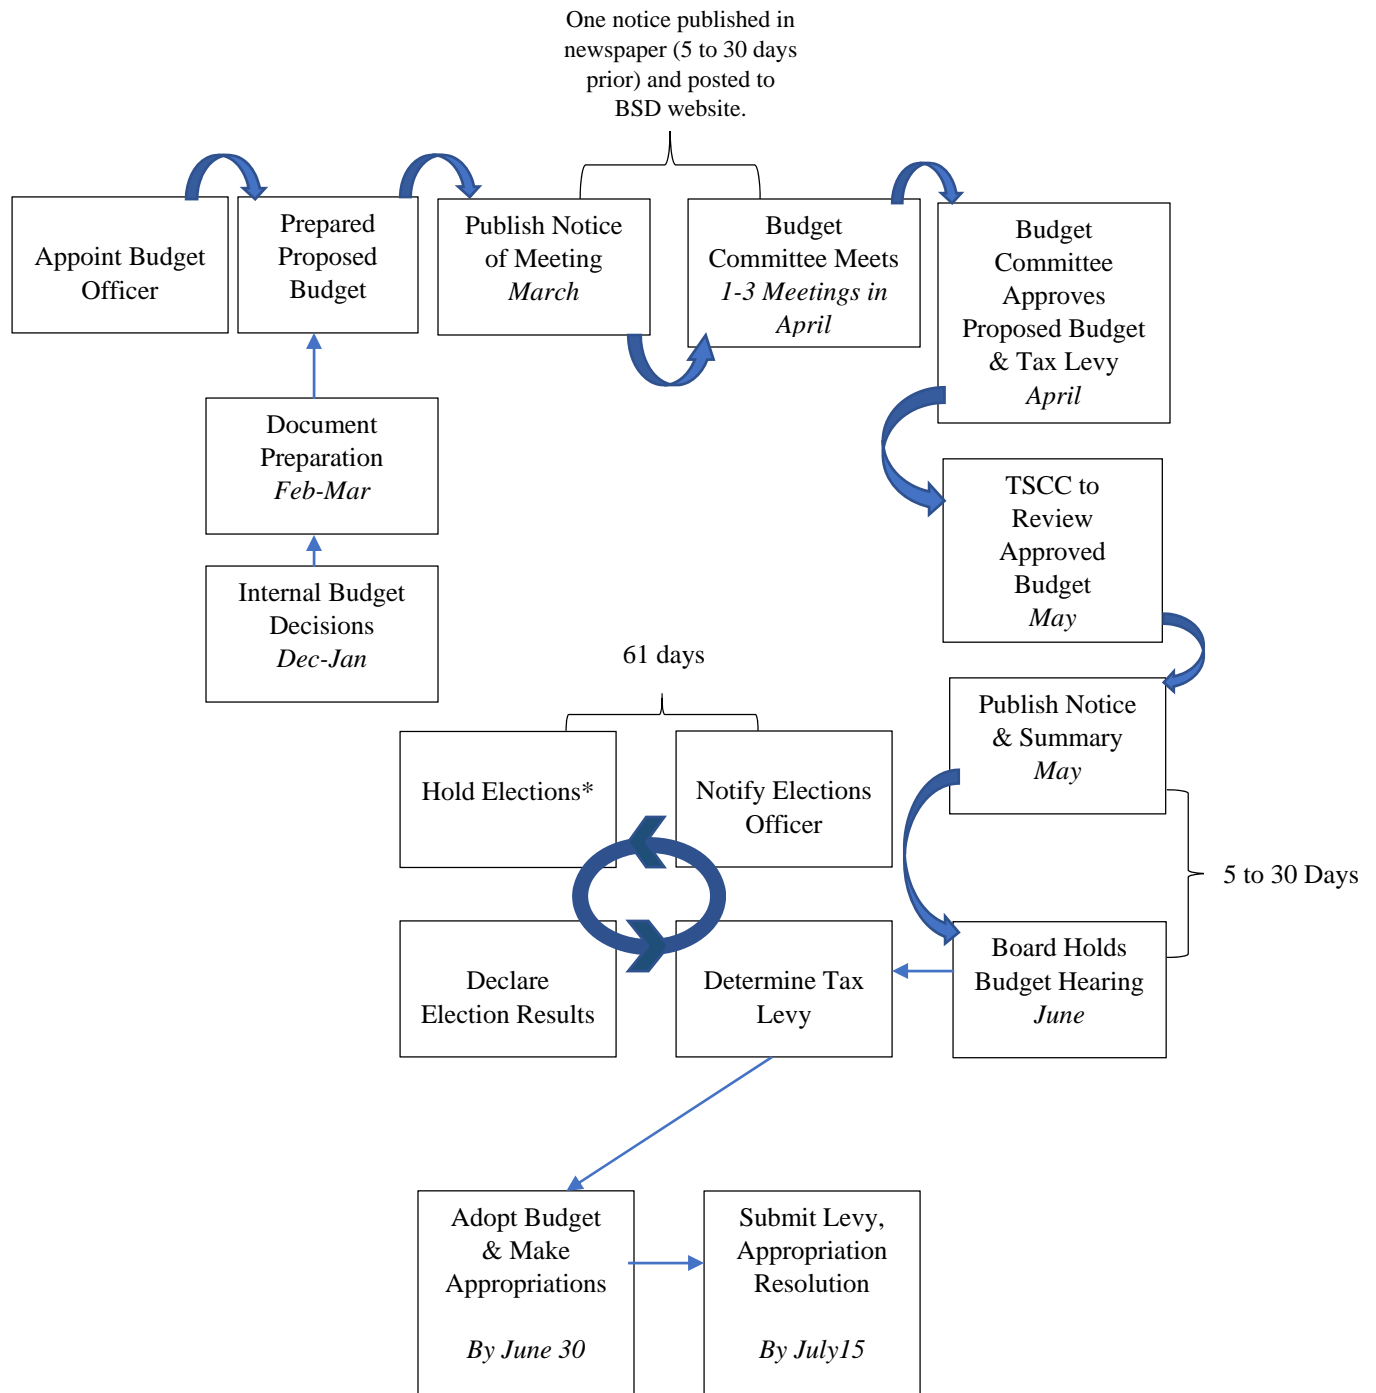 One notice published in
newspaper (5 to 30 days
prior) and posted to
BSD website.
Appoint Budget
Officer
Prepared
Proposed
Budget
Publish Notice
of Meeting
March
Budget
Committee Meets
1-3 Meetings in
April
Budget
Committee
Approves
Proposed Budget
& Tax Levy
April
Document
Preparation
Feb-Mar
Internal Budget
Decisions
Dec-Jan
TSCC to
Review
Approved
Budget
May
61 days
Publish Notice
& Summary
May
Hold Elections*
Notify Elections
Officer
5 to 30 Days
Declare
Election Results
Determine Tax
Levy
Board Holds
Budget Hearing
June
Adopt Budget
& Make
Appropriations
By June 30
Submit Levy,
Appropriation
Resolution
By July15